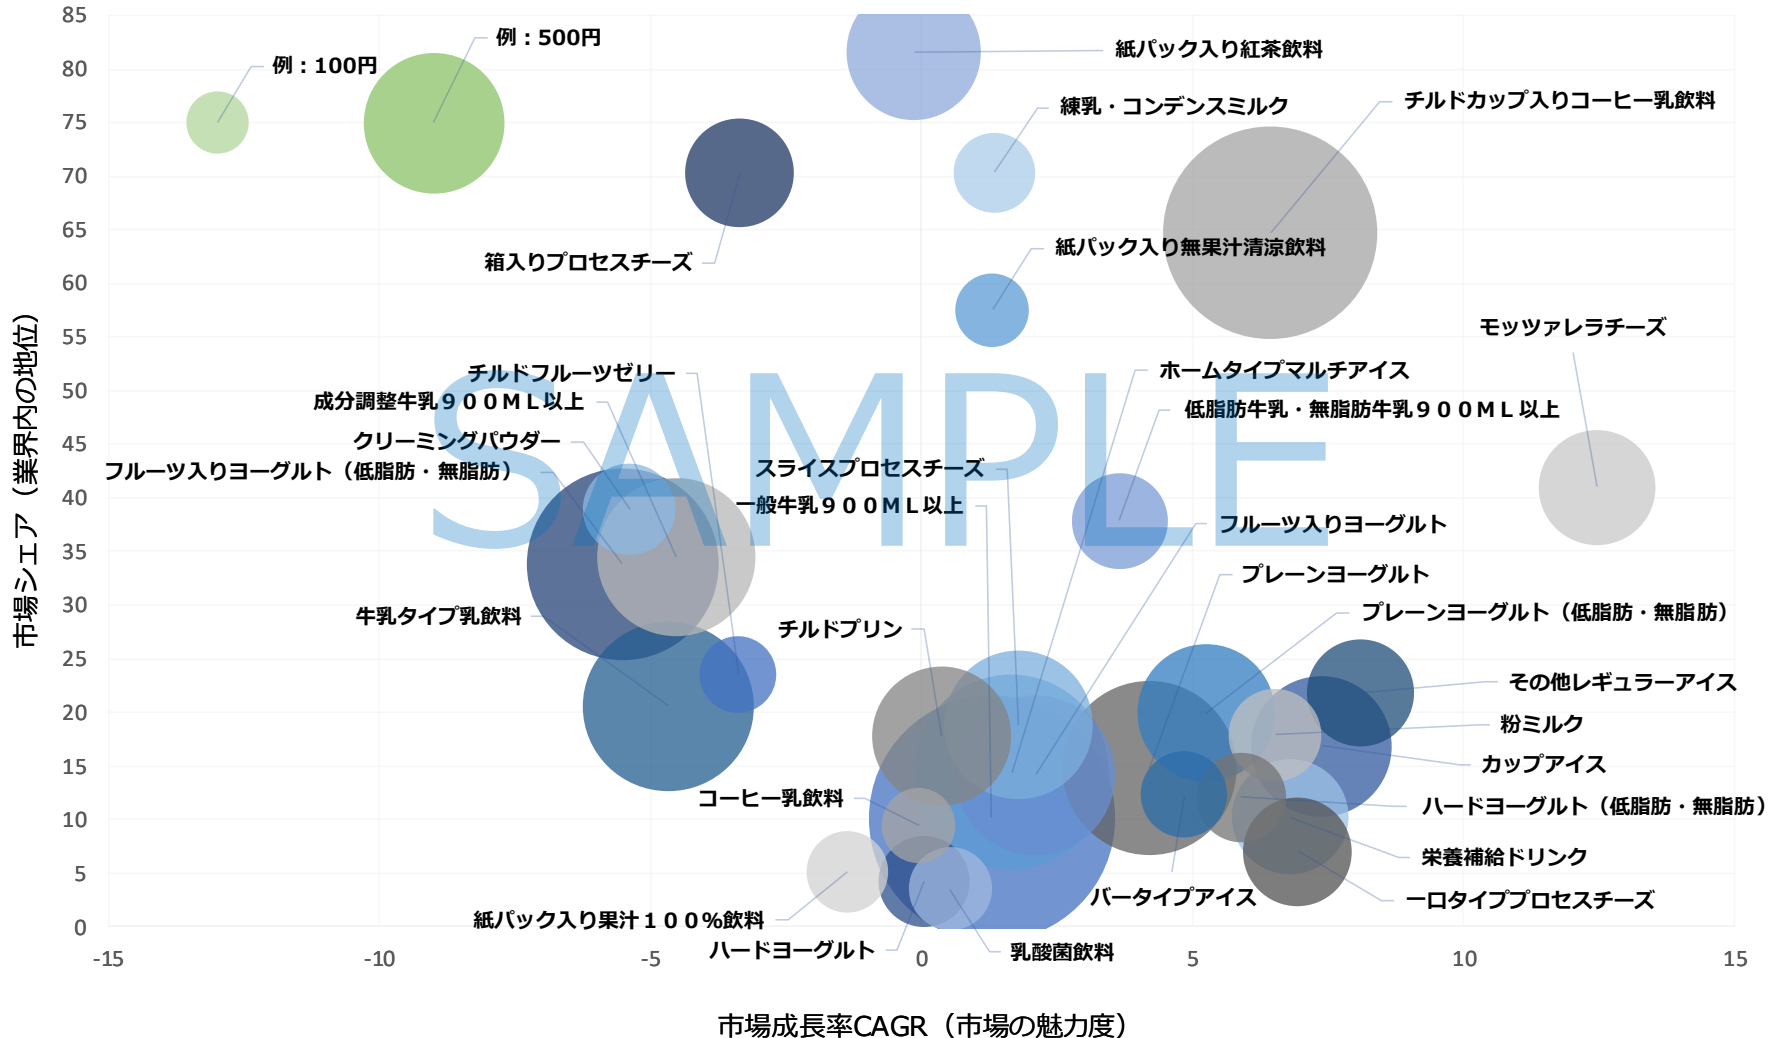 85
80
75
70
65
60
55
50
45
40
35
30
25
20
15
10
5
0
市場シェア（業界内の地位）
例：500円
例：100円
紙パック入り紅茶飲料
チルドカップ入りコーヒー乳飲料
練乳・コンデンスミルク
紙パック入り無果汁清涼飲料
箱入りプロセスチーズ
モッツァレラチーズ
SAMPLE
チルドフルーツゼリー
ホームタイプマルチアイス
成分調整牛乳９００ＭＬ以上
低脂肪牛乳・無脂肪牛乳９００ＭＬ以上
クリーミングパウダー
フルーツ入りヨーグルト（低脂肪・無脂肪）
スライスプロセスチーズ
一般牛乳９００ＭＬ以上
フルーツ入りヨーグルト
プレーンヨーグルト
牛乳タイプ乳飲料
チルドプリン
プレーンヨーグルト（低脂肪・無脂肪）
その他レギュラーアイス
粉ミルク
カップアイス
コーヒー乳飲料
ハードヨーグルト（低脂肪・無脂肪）
栄養補給ドリンク
バータイプアイス
一口タイププロセスチーズ
紙パック入り果汁１００％飲料
ハードヨーグルト
乳酸菌飲料
-15
-10
-5
0
5
10
15
市場成長率CAGR（市場の魅力度）